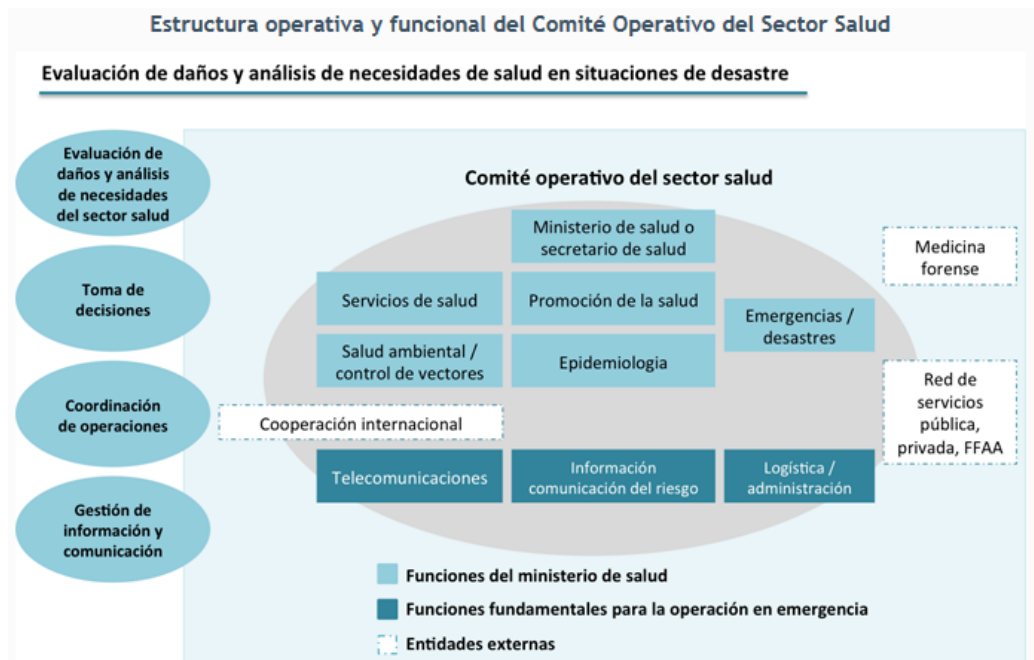 Estructura operativa y funcional del Comité Operativo del Sector Salud
Evaluación de daños y análisis de necesidades de salud en situaciones de desastre
Evaluación de
daños y análisis
de necesidades
del sector salud
Toma de
decisiones
Coordinación
de operaciones
Gestión de
información y
comunicación
Comité operativo del sector salud
Ministerio de salud o
secretario de salud
Servicios de salud
Promoción de la salud
Emergencias /
desastres
Salud ambiental /
control de vectores
Epidemiologia
Cooperación internacional
Telecomunicaciones
Información
comunicación del riesgo
Logística /
administración
Medicina
forense
Red de
servicios
pública,
privada, FFAA
Funciones del ministerio de salud
Funciones fundamentales para la operación en emergencia
Entidades externas